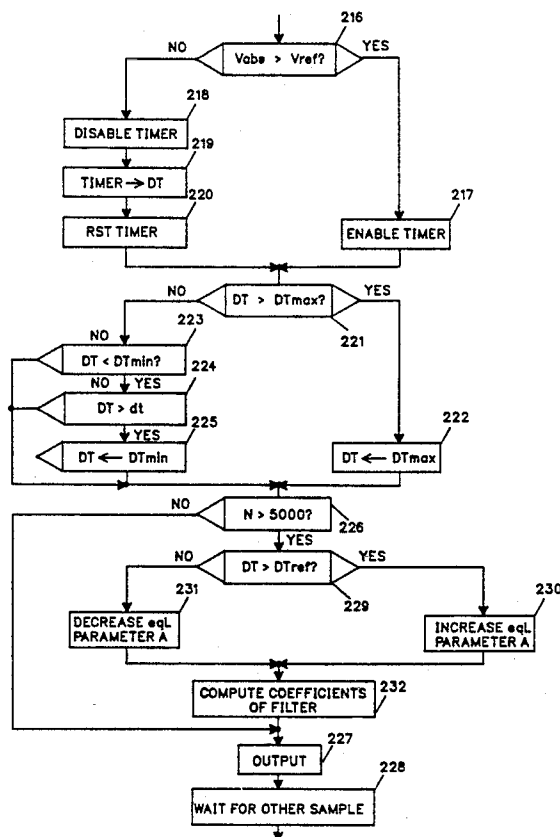 216
NO
Vabs > Vref?
YES
218
DISABLE TIMER
219
TIMER → DT
220
217
RST TIMER
ENABLE TIMER
NO
DT > DTmax?
YES
223
221
NO
DT < DTmin?
224
NO YES
DT > dt
225
YES
222
DT ← DTmin
DT ← DTmax
NO
N > 5000?
226
YES
NO
DT > DTref?
YES
231
229
230
DECREASE eqL
PARAMETER A
INCREASE eqL
PARAMETER A
232
COMPUTE COEFFICIENTS
OF FILTER
227
OUTPUT
228
WAIT FOR OTHER SAMPLE